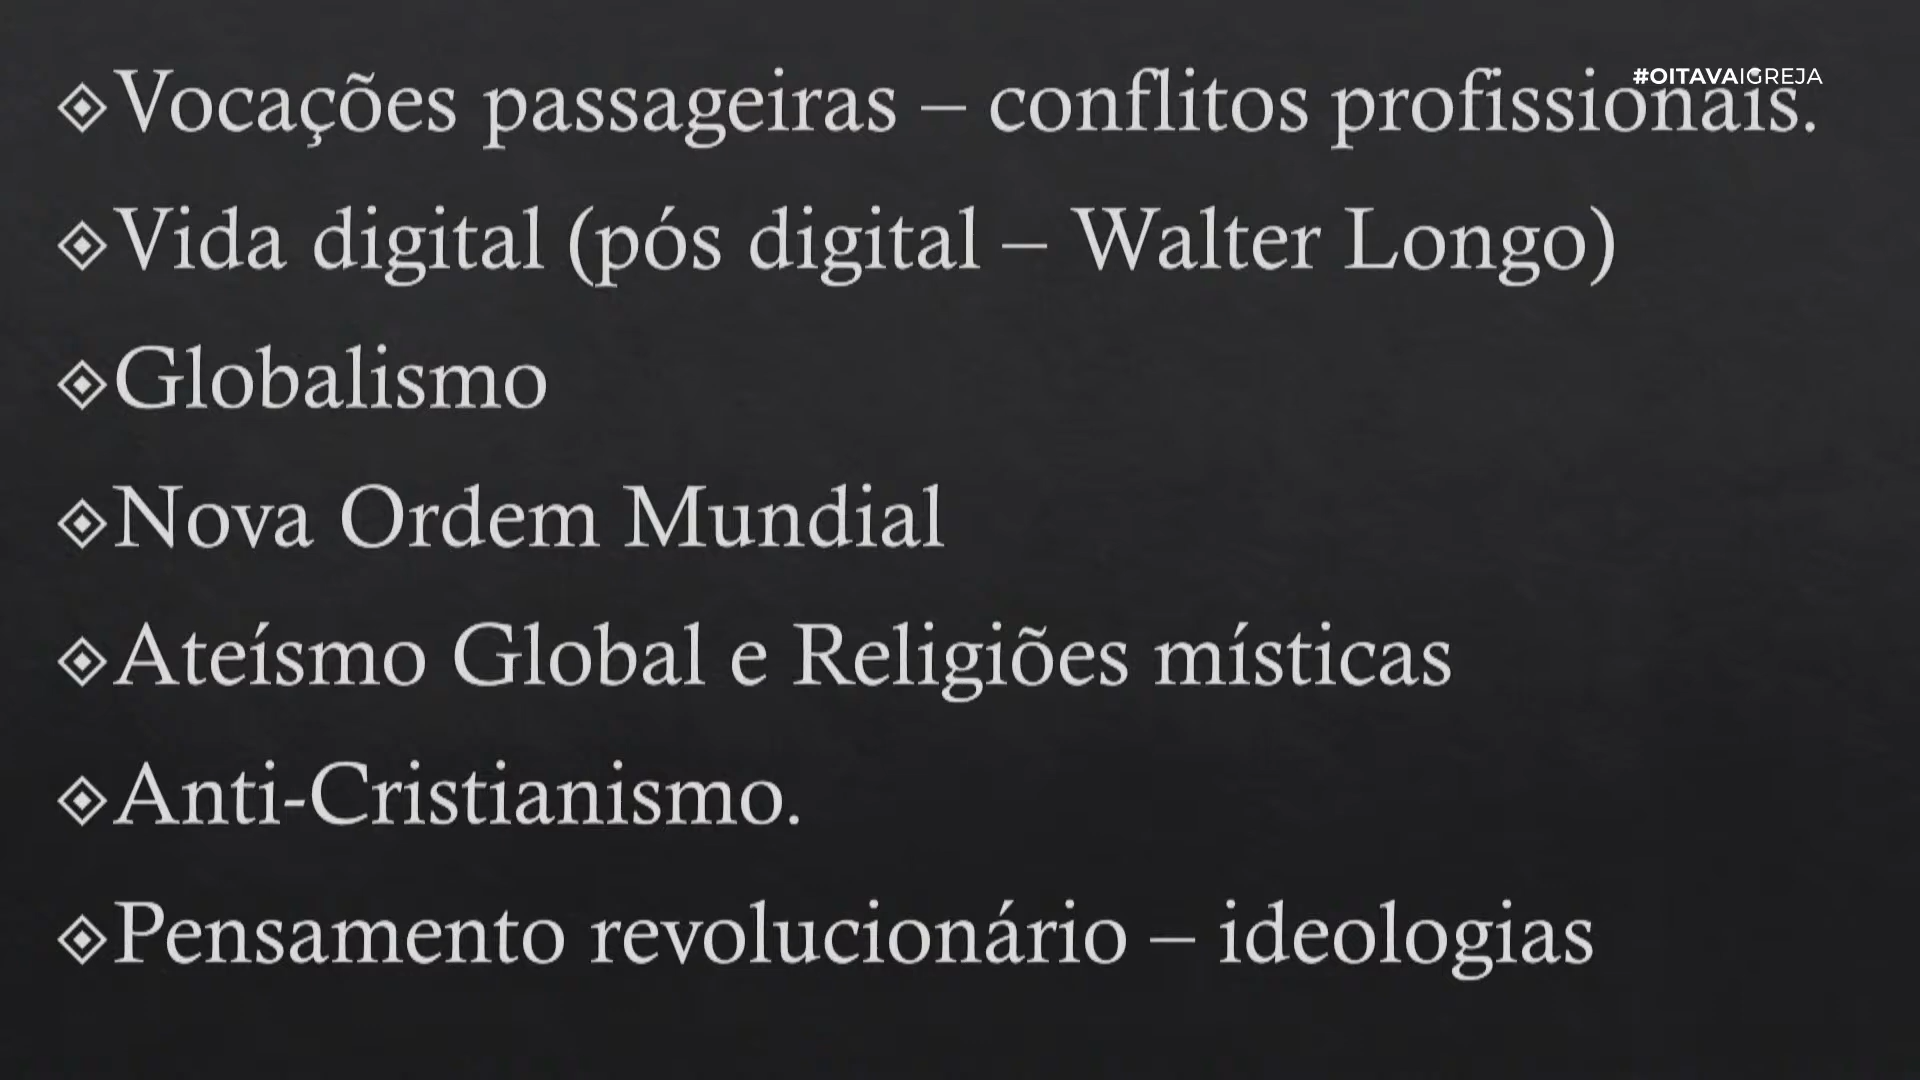 #OITAVAIGREJA
Vocações passageiras – conflitos profissionais.
Vida digital (pós digital – Walter Longo)
Globalismo
Nova Ordem Mundial
Ateísmo Global e Religiões místicas
Anti-Cristianismo.
Pensamento revolucionário – ideologias